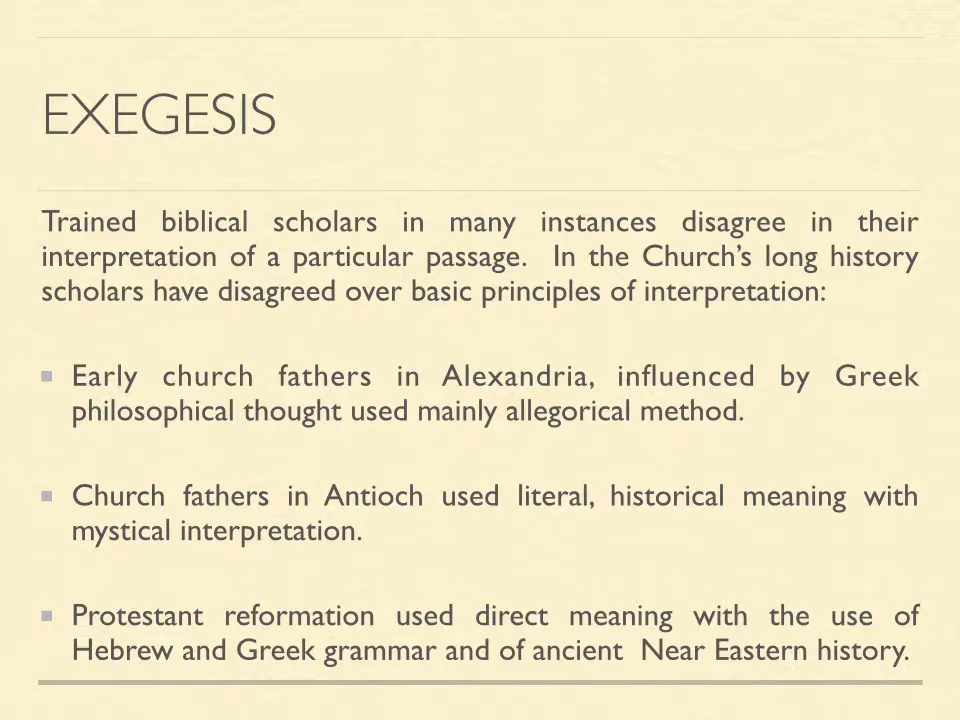 EXEGESIS
Trained biblical scholars in many instances disagree in their
interpretation of a particular passage.  In the Church’s long history
scholars have disagreed over basic principles of interpretation:
Early church fathers in Alexandria, influenced by Greek
philosophical thought used mainly allegorical method.
Church fathers in Antioch used literal, historical meaning with
mystical interpretation.
Protestant reformation used direct meaning with the use of
Hebrew and Greek grammar and of ancient  Near Eastern history.